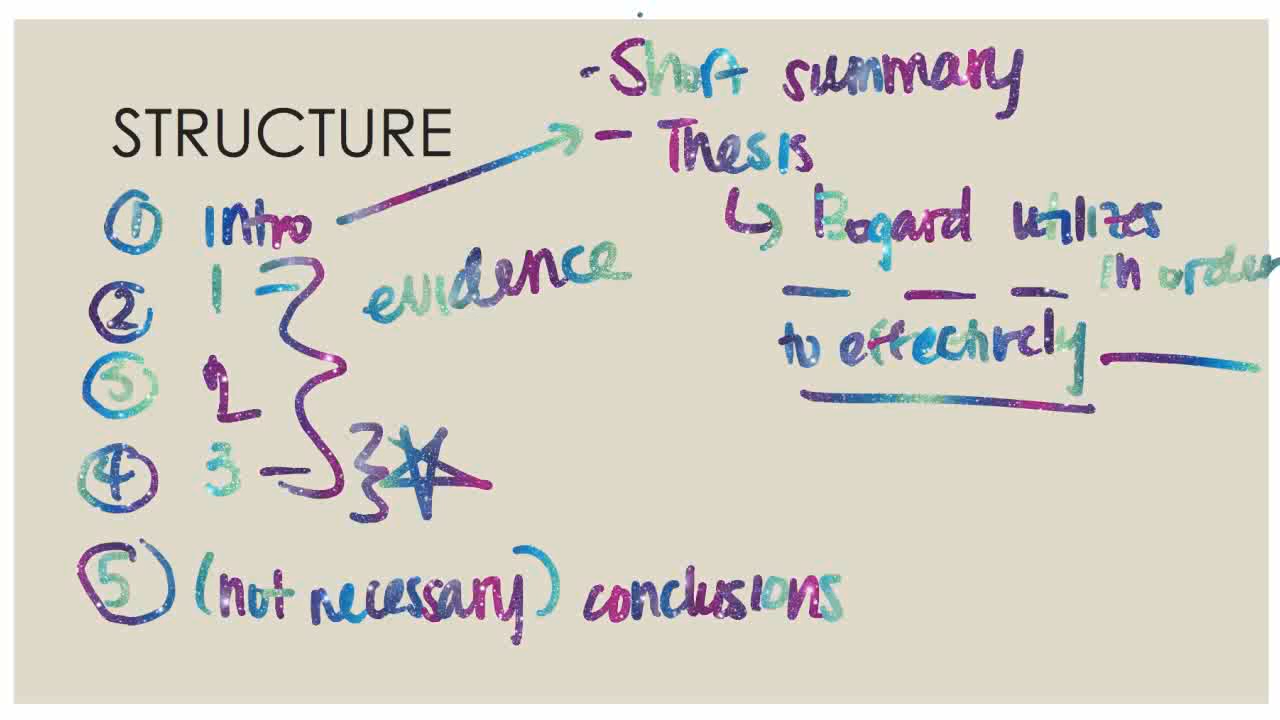 STRUCTURE
- Short summary
- Thesis
↳ Bogard utilizes
— — — in order
to effectively —
① Intro
② 1 evidence
③ 2
④ 3
⑤ (not necessary) conclusions